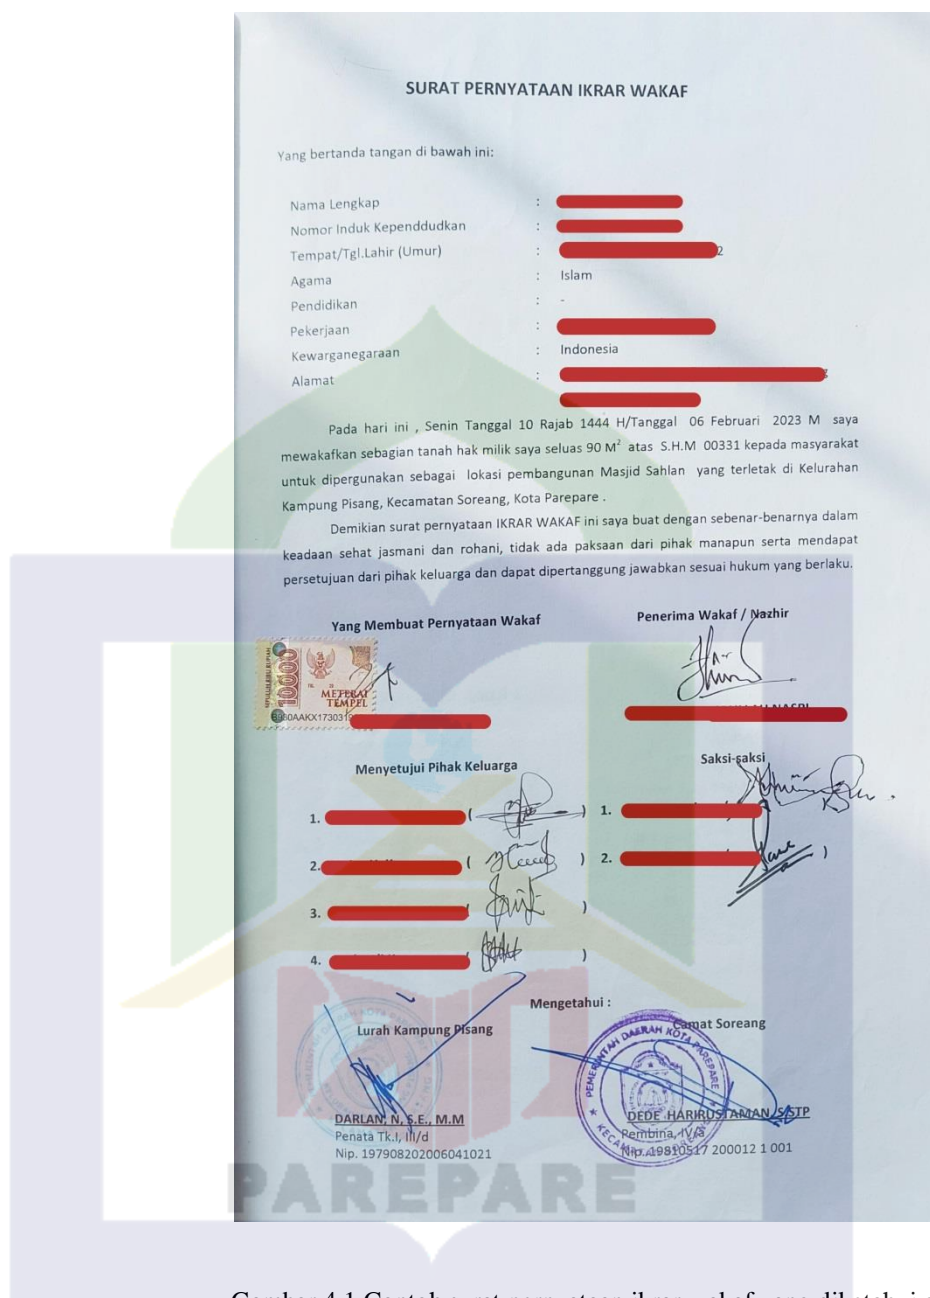 SURAT PERNYATAAN IKRAR WAKAF
Yang bertanda tangan di bawah ini:
Nama Lengkap :
Nomor Induk Kependdudkan :
Tempat/Tgl.Lahir (Umur) : 2
Agama : Islam
Pendidikan : -
Pekerjaan :
Kewarganegaraan : Indonesia
Alamat :
Pada hari ini , Senin Tanggal 10 Rajab 1444 H/Tanggal 06 Februari 2023 M saya
mewakafkan sebagian tanah hak milik saya seluas 90 M² atas S.H.M 00331 kepada masyarakat
untuk dipergunakan sebagai lokasi pembangunan Masjid Sahlan yang terletak di Kelurahan
Kampung Pisang, Kecamatan Soreang, Kota Parepare .
Demikian surat pernyataan IKRAR WAKAF ini saya buat dengan sebenar-benarnya dalam
keadaan sehat jasmani dan rohani, tidak ada paksaan dari pihak manapun serta mendapat
persetujuan dari pihak keluarga dan dapat dipertanggung jawabkan sesuai hukum yang berlaku.
Yang Membuat Pernyataan Wakaf
Penerima Wakaf / Nazhir
10000
METERAI
TEMPEL
Menyetujui Pihak Keluarga
Saksi-saksi
1. ( )
2. ( )
3. ( )
4. ( )
1.
2. )
Mengetahui :
Lurah Kampung Pisang
Camat Soreang
PEMERINTAH DAERAH KOTA PAREPARE
DARLAN, N, S.E., M.M
Penata Tk.I, III/d
Nip. 197908202006041021
DEDE HARIRUSTAMAN, S.STP
Pembina, IV/a
Nip. 19810517 200012 1 001
PAREPARE